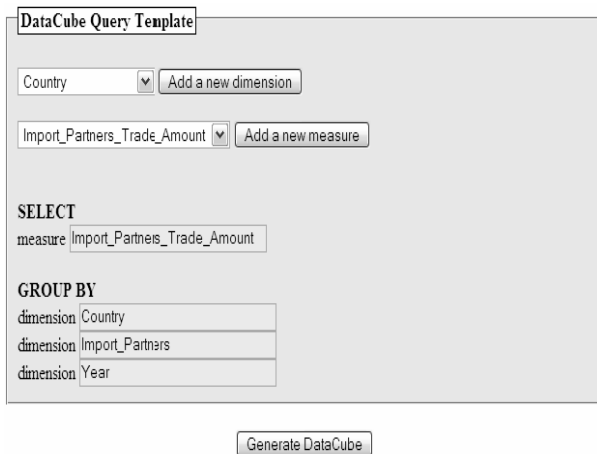 DataCube Query Template
Country Add a new dimension
Import_Partners_Trade_Amount Add a new measure
SELECT
measure Import_Partners_Trade_Amount
GROUP BY
dimension Country
dimension Import_Partners
dimension Year
Generate DataCube